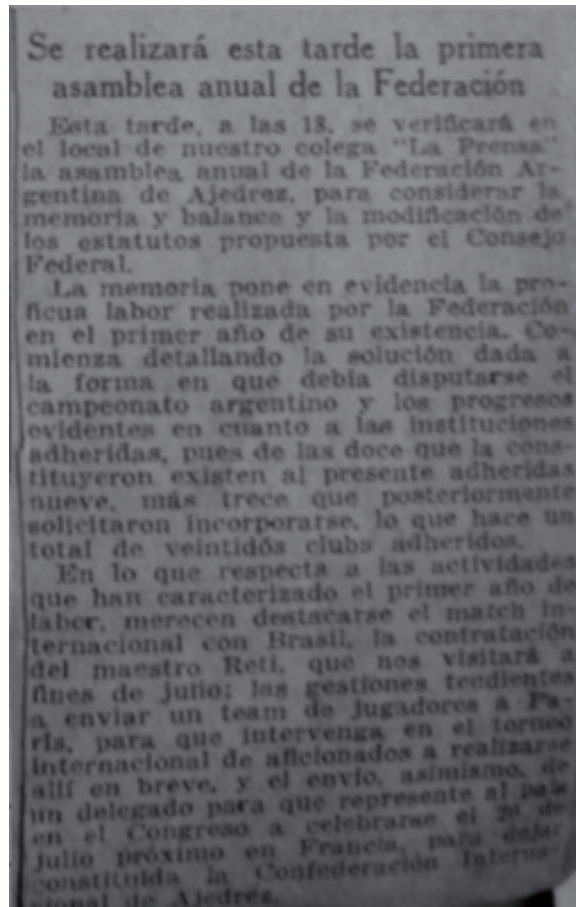 Se realizará esta tarde la primera
asamblea anual de la Federación
Esta tarde, a las 18, se verificará en
el local de nuestro colega "La Prensa"
la asamblea anual de la Federación Ar-
gentina de Ajedrez, para considerar la
memoria y balance y la modificación de
los estatutos propuesta por el Consejo
Federal.
La memoria pone en evidencia la pro-
ficua labor realizada por la Federación
en el primer año de su existencia. Co-
mienza detallando la solución dada a
la forma en que debía disputarse el
campeonato argentino y los progresos
evidentes en cuanto a las instituciones
adheridas, pues de las doce que la cons-
tituyeron existen al presente adheridas
nueve, más trece que posteriormente
solicitaron incorporarse, lo que hace un
total de veintidós clubs adheridos.
En lo que respecta a las actividades
que han caracterizado el primer año de
labor, merecen destacarse el match in-
ternacional con Brasil, la contratación
del maestro Reti, que nos visitará a
fines de julio; las gestiones tendientes
a enviar un team de jugadores a Pa-
rís, para que intervenga en el torneo
internacional de aficionados a realizarse
allí en breve, y el envío, asimismo, de
un delegado para que represente al país
en el Congreso a celebrarse el de
julio próximo en Francia, para dejar
constituida la Confederación Interna-
cional de Ajedrez.